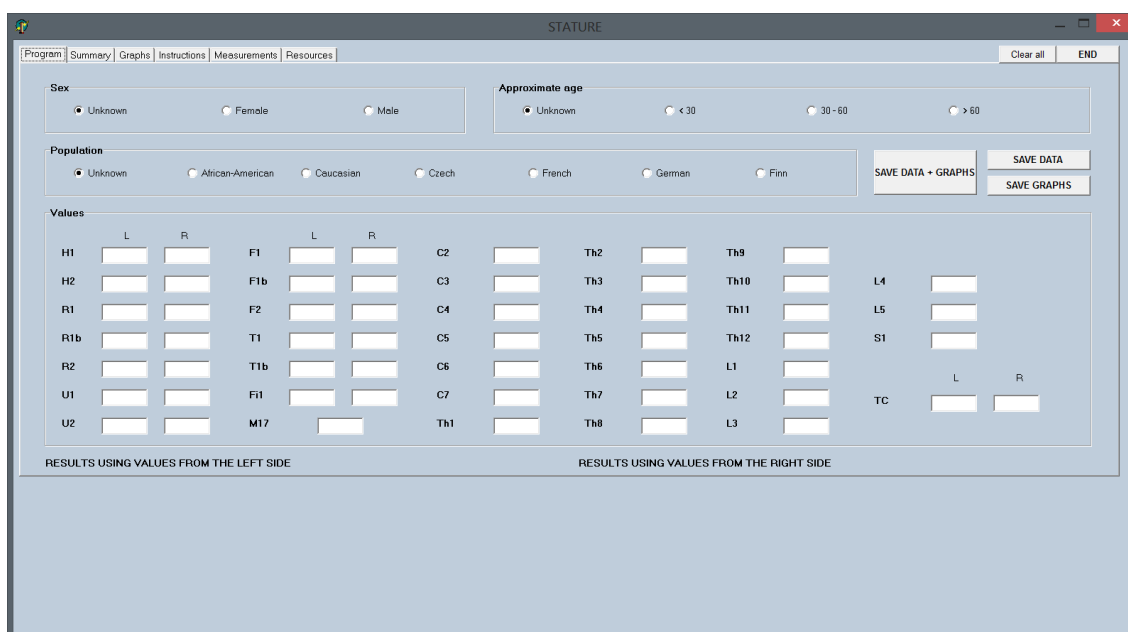 STATURE
Program Summary Graphs Instructions Measurements Resources Clear all END
Sex Approximate age
Unknown Female Male Unknown < 30 30 - 60 > 60
Population
Unknown African-American Caucasian Czech French German Finn SAVE DATA + GRAPHS SAVE DATA
SAVE GRAPHS
Values
L R L R
H1 F1 C2 Th2 Th9
H2 F1b C3 Th3 Th10 L4
R1 F2 C4 Th4 Th11 L5
R1b T1 C5 Th5 Th12 S1
R2 T1b C6 Th6 L1
L R
U1 Fi1 C7 Th7 L2 TC
U2 M17 Th1 Th8 L3
RESULTS USING VALUES FROM THE LEFT SIDE RESULTS USING VALUES FROM THE RIGHT SIDE